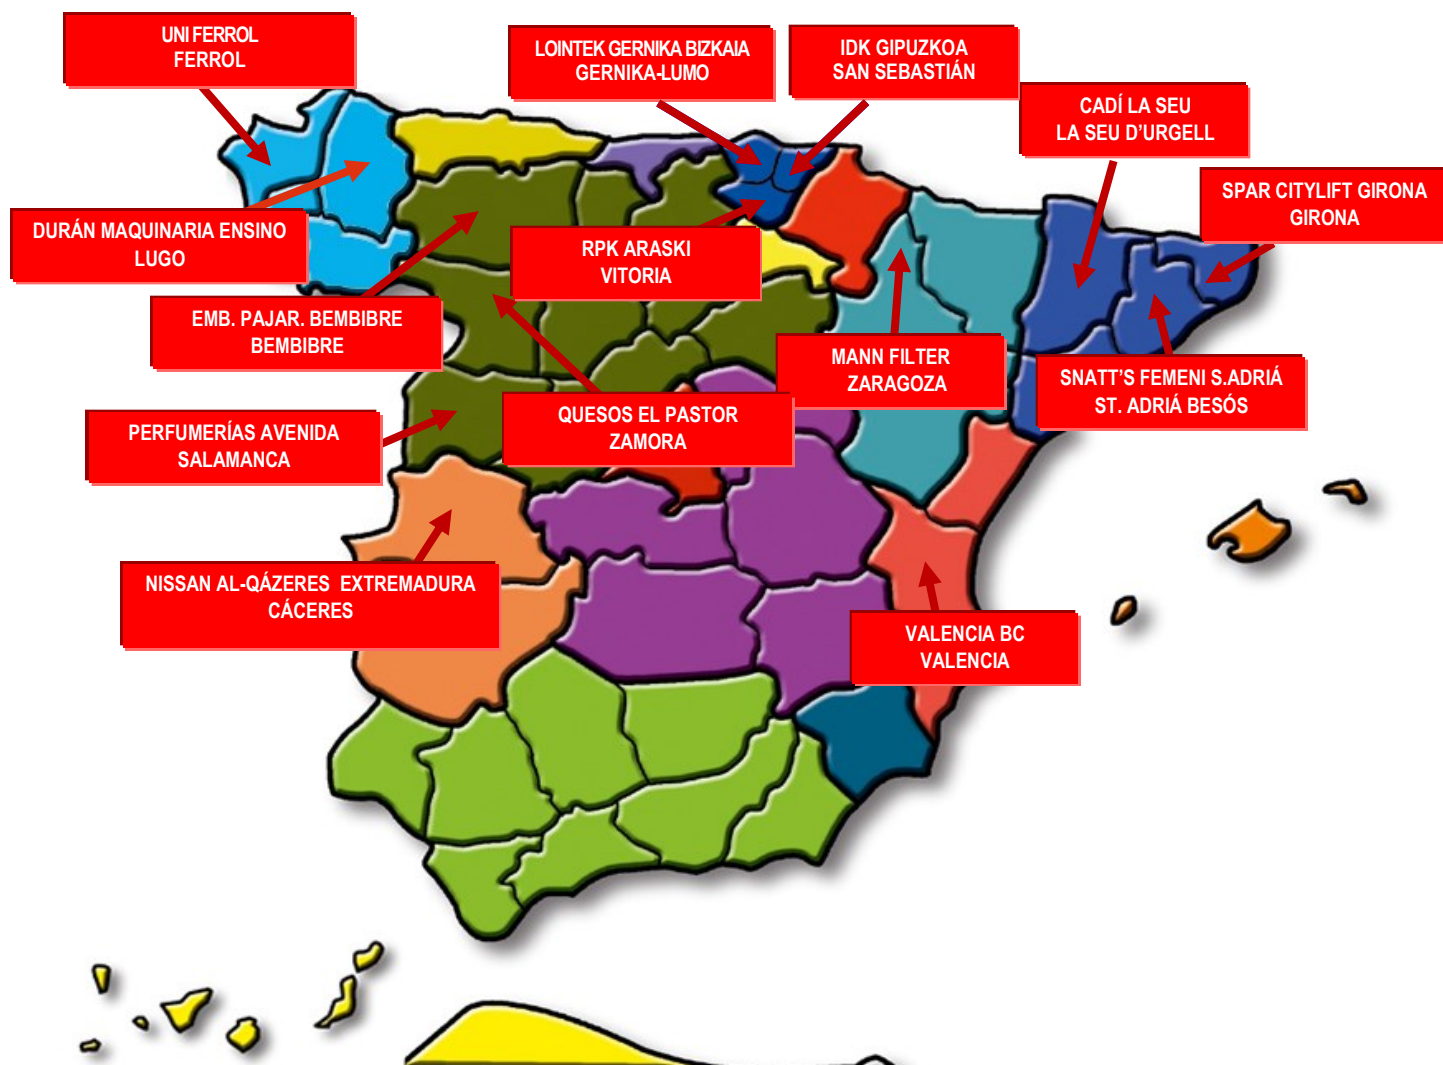 UNI FERROL
FERROL
LOINTEK GERNIKA BIZKAIA
GERNIKA-LUMO
IDK GIPUZKOA
SAN SEBASTIÁN
CADÍ LA SEU
LA SEU D'URGELL
SPAR CITYLIFT GIRONA
GIRONA
DURÁN MAQUINARIA ENSINO
LUGO
RPK ARASKI
VITORIA
EMB. PAJAR. BEMBIBRE
BEMBIBRE
MANN FILTER
ZARAGOZA
SNATT'S FEMENI S.ADRIÁ
ST. ADRIÁ BESÓS
QUESOS EL PASTOR
ZAMORA
PERFUMERÍAS AVENIDA
SALAMANCA
NISSAN AL-QÁZERES EXTREMADURA
CÁCERES
VALENCIA BC
VALENCIA